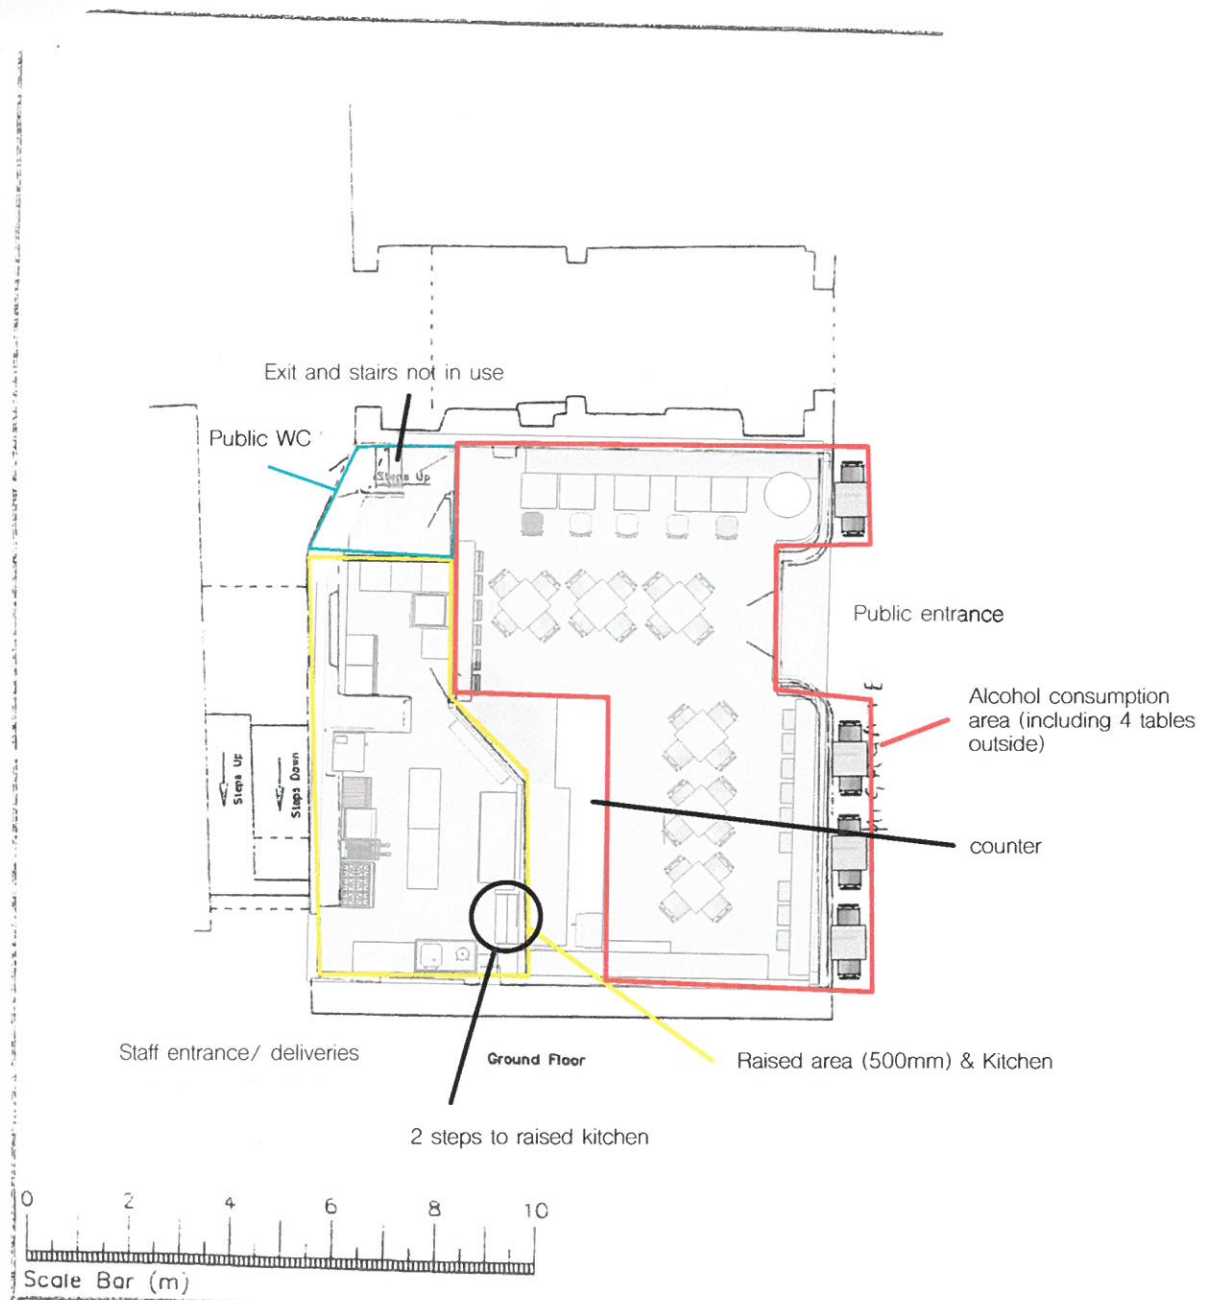 Exit and stairs not in use
Public WC
Steps Up
Public entrance
Alcohol consumption
area (including 4 tables
outside)
Steps Up
Steps Down
counter
Staff entrance/ deliveries
Ground Floor
Raised area (500mm) & Kitchen
2 steps to raised kitchen
0 2 4 6 8 10
Scale Bar (m)